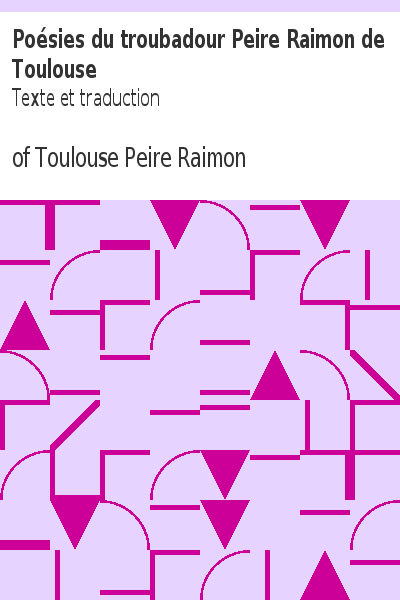 Poésies du troubadour Peire Raimon de
Toulouse
Texte et traduction
of Toulouse Peire Raimon